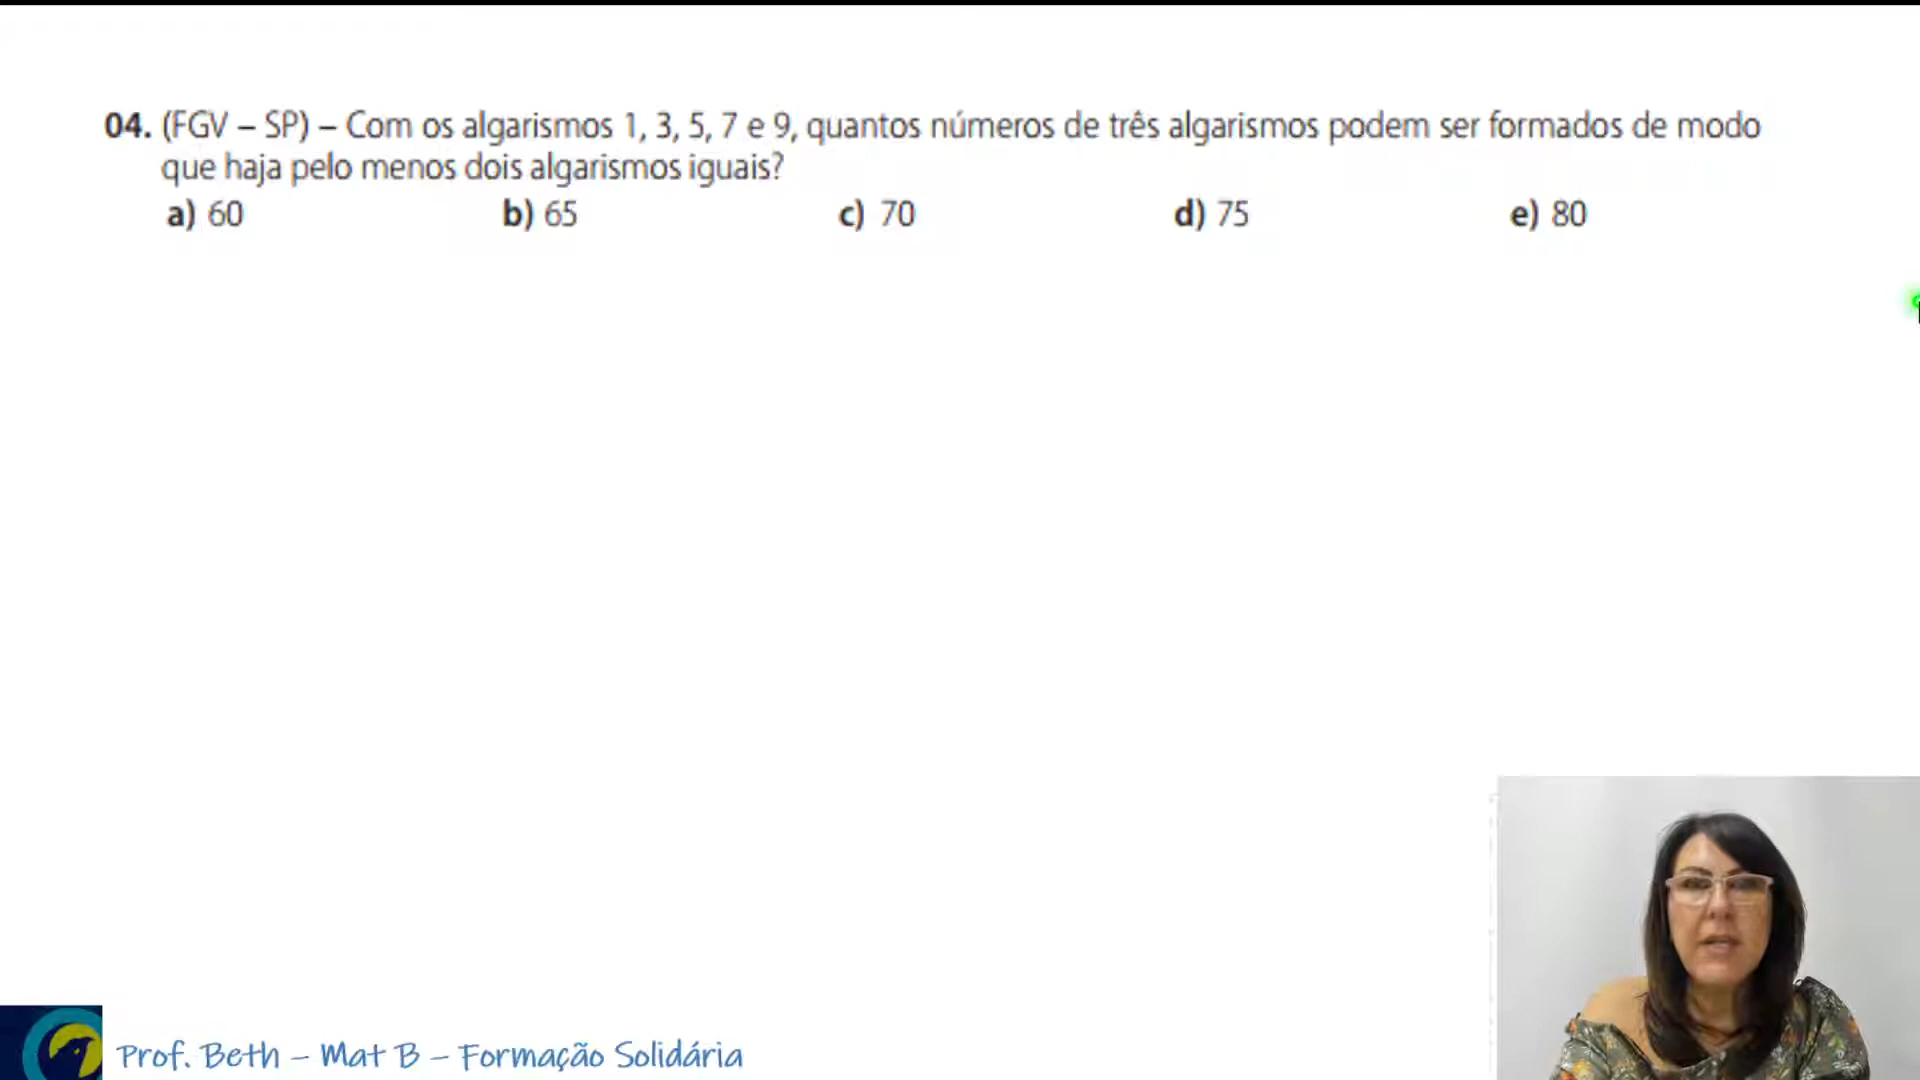 04. (FGV – SP) – Com os algarismos 1, 3, 5, 7 e 9, quantos números de três algarismos podem ser formados de modo
que haja pelo menos dois algarismos iguais?
a) 60 b) 65 c) 70 d) 75 e) 80
Prof. Beth – Mat B – Formação Solidária